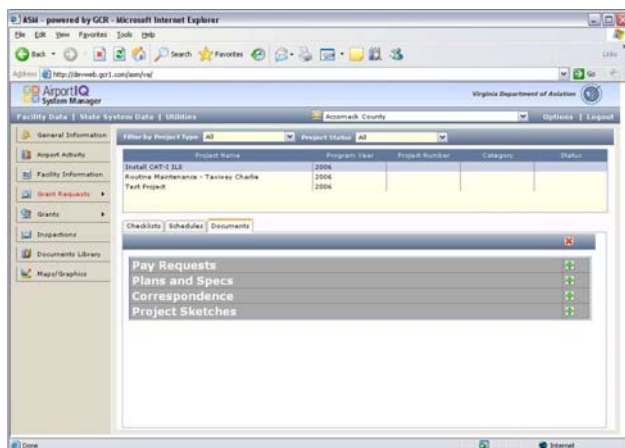 ASM - powered by GCR - Microsoft Internet Explorer
File Edit View Favorites Tools Help
Back Search Favorites Links
Address http://devweb.gcr1.com/asm/va/ Go
AirportIQ
System Manager
Virginia Department of Aviation
Facility Data | State System Data | Utilities Accomack County Options | Logout
General Information
Airport Activity
Facility Information
Grant Requests
Grants
Inspections
Documents Library
Maps/Graphics
Filter by Project Type All Project Status All
Project Name Program Year Project Number Category Status
Install CAT-I ILS 2006
Routine Maintenance - Taxiway Charlie 2006
Test Project 2006
Checklists Schedules Documents
Pay Requests
Plans and Specs
Correspondence
Project Sketches
Done Internet